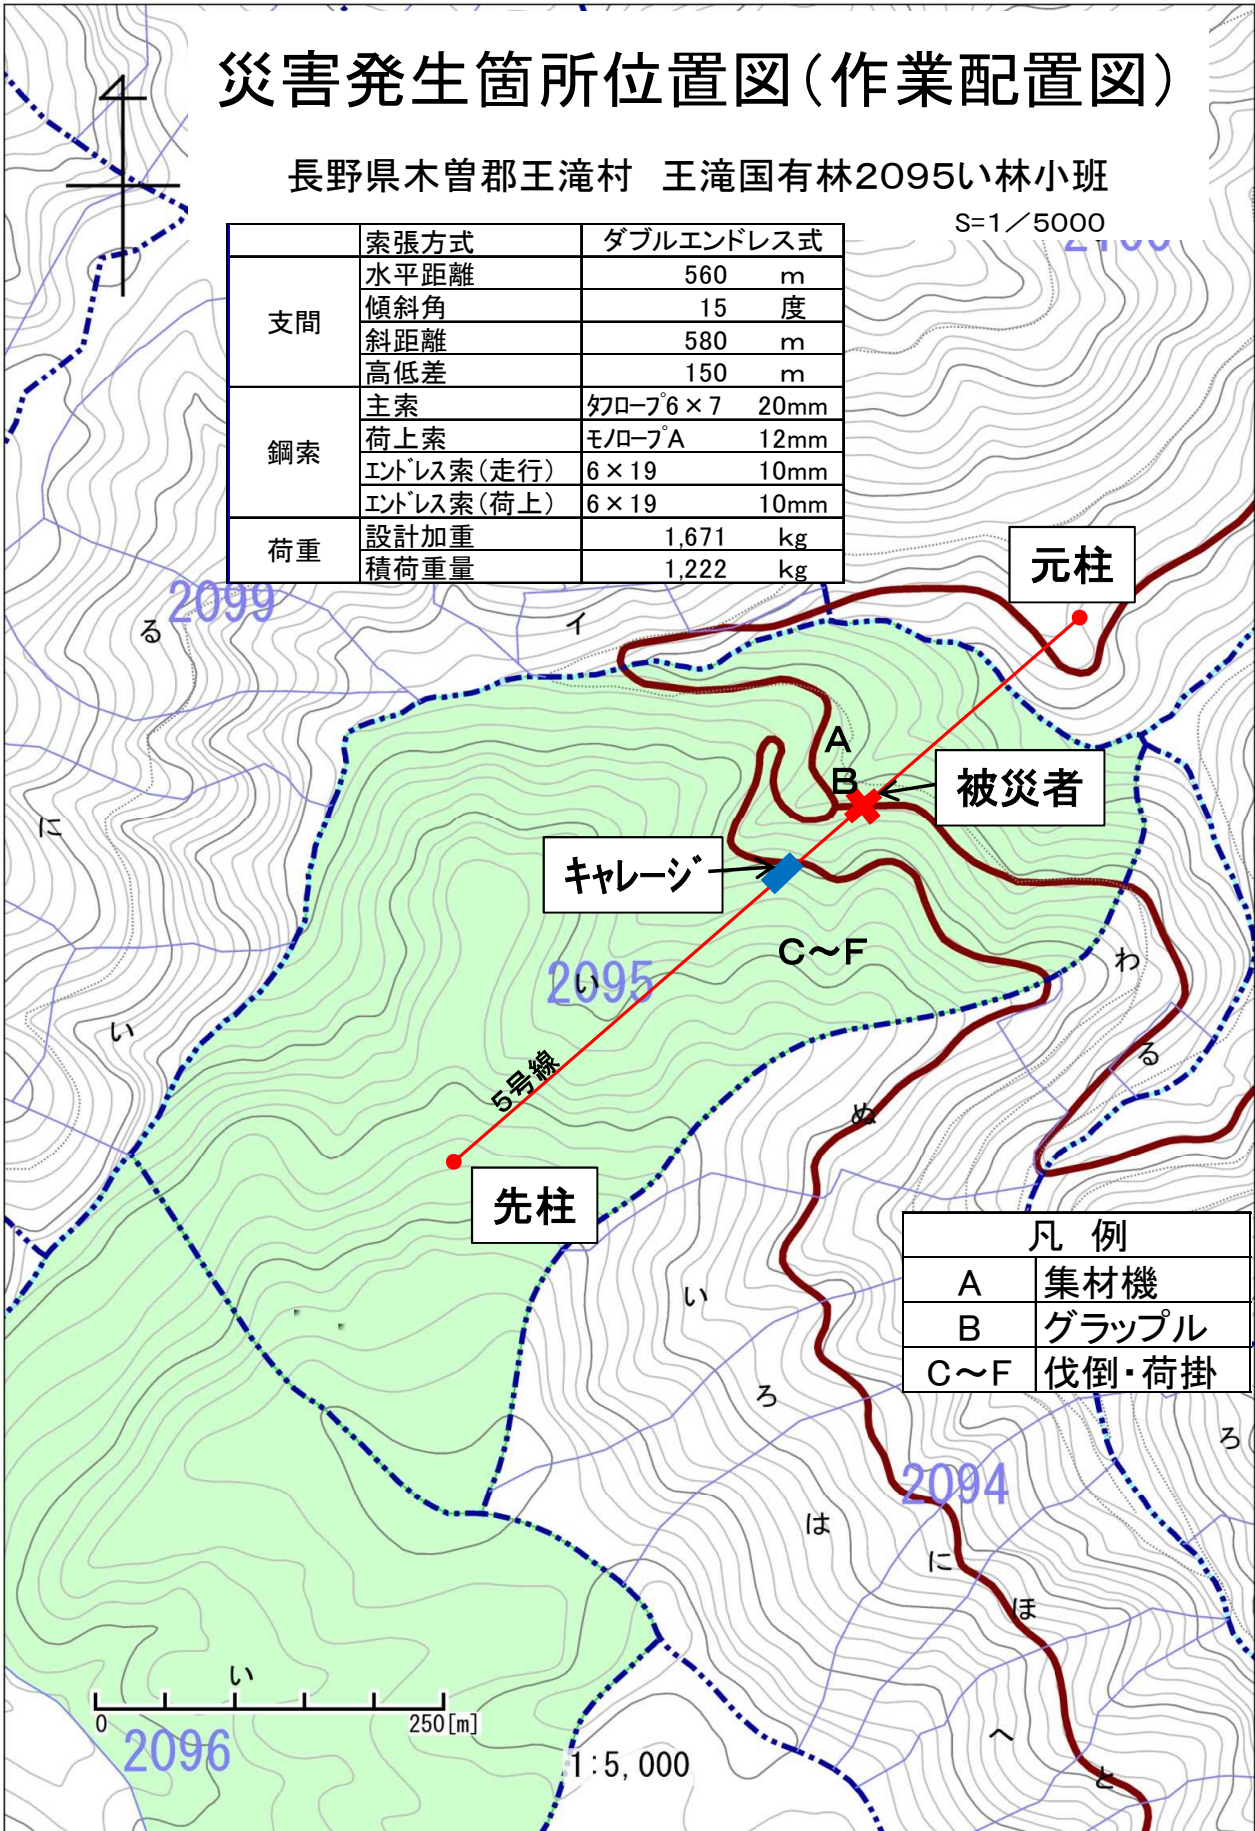 災害発生箇所位置図(作業配置図)
長野県木曽郡王滝村 王滝国有林2095い林小班
S=1/5000
索張方式 ダブルエンドレス式
支間
水平距離 560 m
傾斜角 15 度
斜距離 580 m
高低差 150 m
鋼索
主索 タフロープ6×7 20mm
荷上索 モノロープA 12mm
エンドレス索(走行) 6×19 10mm
エンドレス索(荷上) 6×19 10mm
荷重
設計加重 1,671 kg
積荷重量 1,222 kg
元柱
2099
る
イ
A
B
被災者
に
キャレージ
C~F
わ
2095
い
い
る
5号線
ぬ
先柱
凡 例
A 集材機
B グラップル
C~F 伐倒・荷掛
い
ろ
ろ
2094
は
に
ほ
い
0 250[m]
へ
2096
1:5,000
と